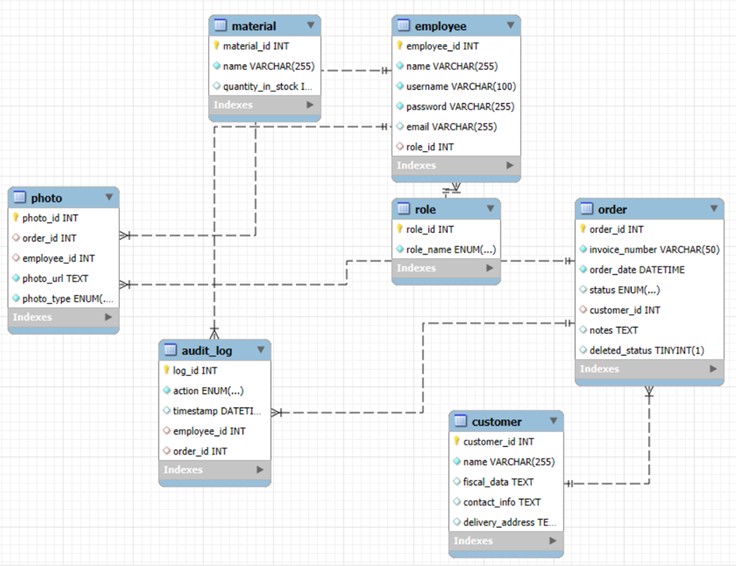 material
material_id INT
name VARCHAR(255)
quantity_in_stock I...
Indexes
employee
employee_id INT
name VARCHAR(255)
username VARCHAR(100)
password VARCHAR(255)
email VARCHAR(255)
role_id INT
Indexes
photo
photo_id INT
order_id INT
employee_id INT
photo_url TEXT
photo_type ENUM(...
Indexes
role
role_id INT
role_name ENUM(...)
Indexes
order
order_id INT
invoice_number VARCHAR(50)
order_date DATETIME
status ENUM(...)
customer_id INT
notes TEXT
deleted_status TINYINT(1)
Indexes
audit_log
log_id INT
action ENUM(...)
timestamp DATETI...
employee_id INT
order_id INT
Indexes
customer
customer_id INT
name VARCHAR(255)
fiscal_data TEXT
contact_info TEXT
delivery_address TE...
Indexes